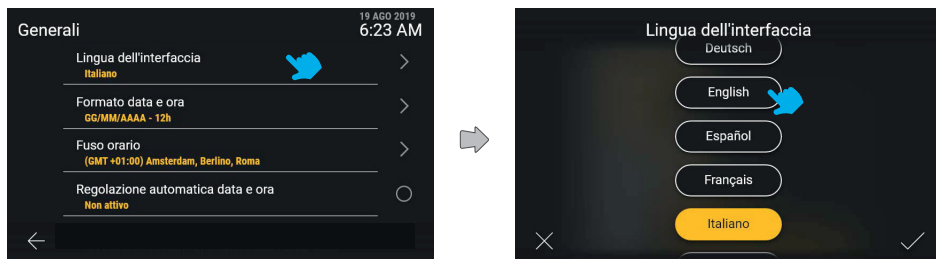 19 AGO 2019
Generali
6:23 AM
Lingua dell'interfaccia
Italiano
Formato data e ora
GG/MM/AAAA - 12h
Fuso orario
(GMT +01:00) Amsterdam, Berlino, Roma
Regolazione automatica data e ora
Non attivo
Lingua dell'interfaccia
Deutsch
English
Español
Français
Italiano